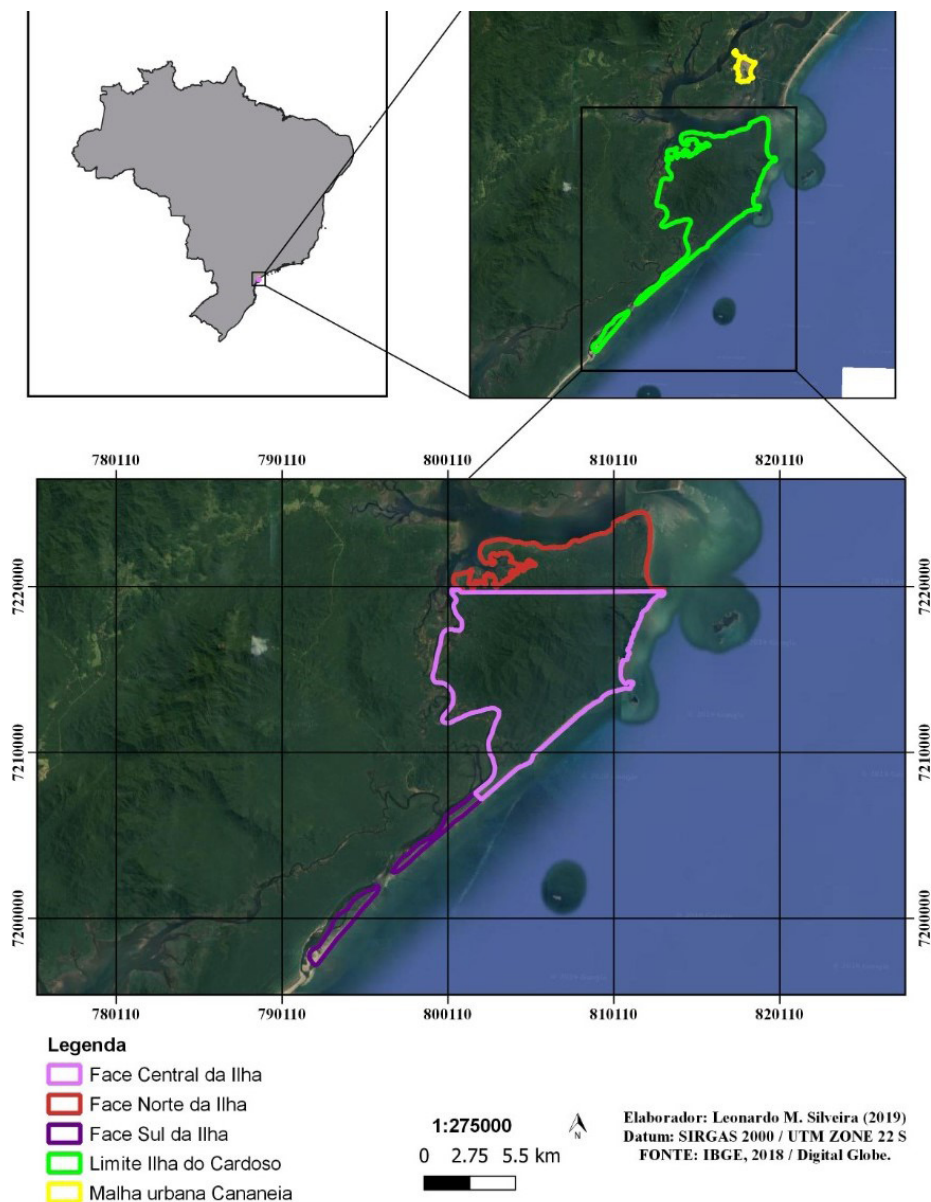 780110 790110 800110 810110 820110
7220000 7220000
7210000 7210000
7200000 7200000
780110 790110 800110 810110 820110
Legenda
Face Central da Ilha
Face Norte da Ilha
Face Sul da Ilha
Limite Ilha do Cardoso
Malha urbana Cananeia
1:275000
N
0 2.75 5.5 km
Elaborador: Leonardo M. Silveira (2019)
Datum: SIRGAS 2000 / UTM ZONE 22 S
FONTE: IBGE, 2018 / Digital Globe.